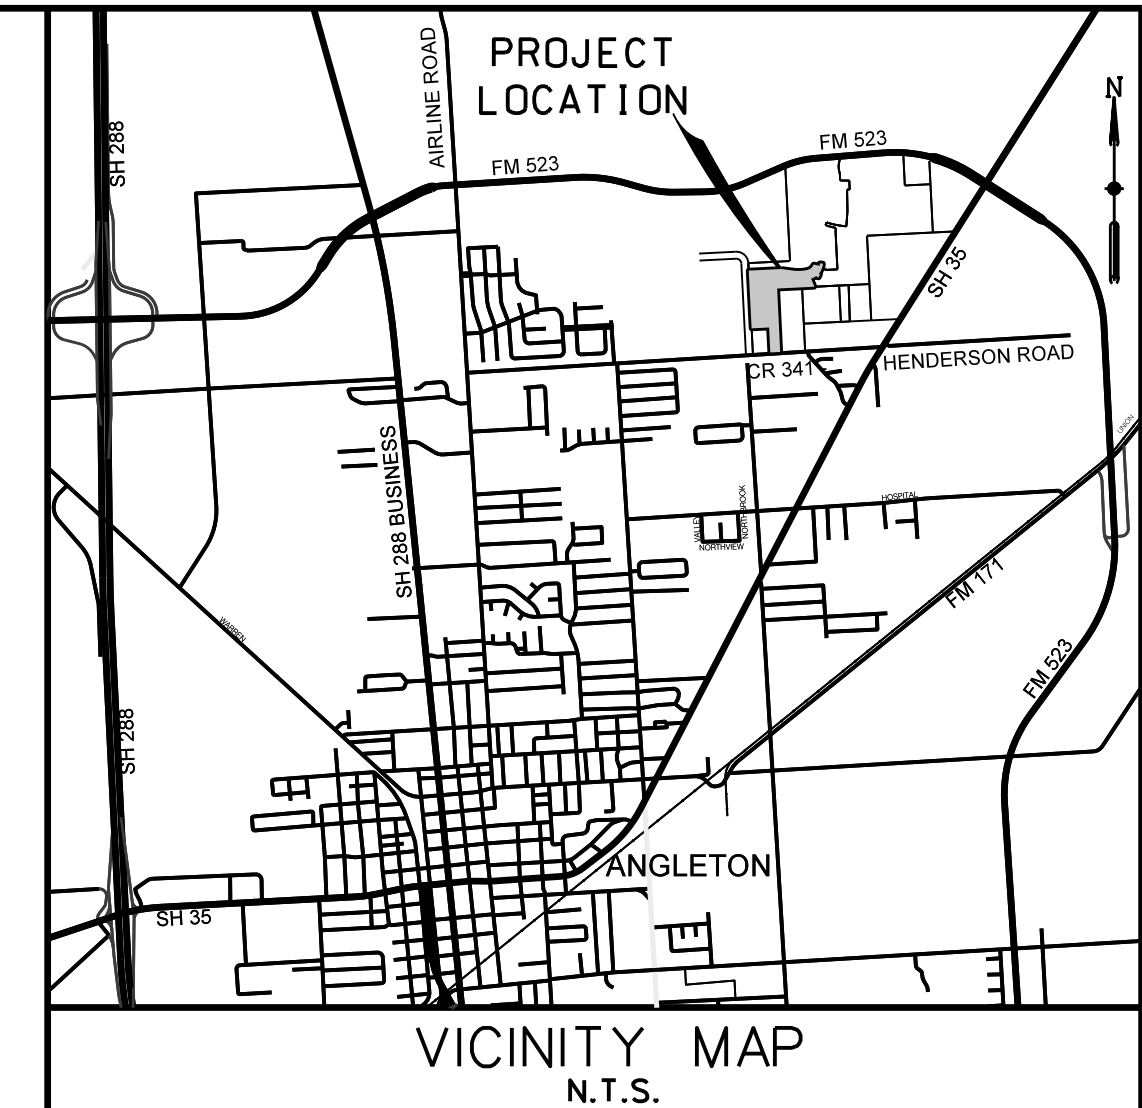 PROJECT
LOCATION
N
AIRLINE ROAD
SH 288
FM 523
FM 523
SH 35
CR 341
HENDERSON ROAD
UNION
SH 288 BUSINESS
HOSPITAL
VALLEY
NORTHBROOK
NORTHVIEW
FM 171
WARREN
FM 523
SH 288
ANGLETON
SH 35
VICINITY MAP
N.T.S.